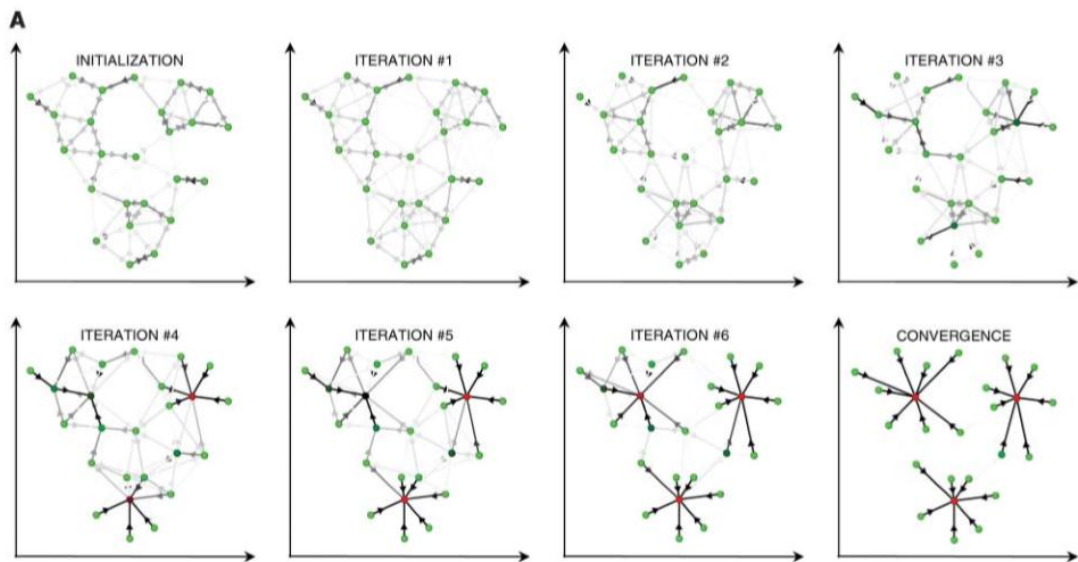 A
INITIALIZATION
ITERATION #1
ITERATION #2
ITERATION #3
ITERATION #4
ITERATION #5
ITERATION #6
CONVERGENCE